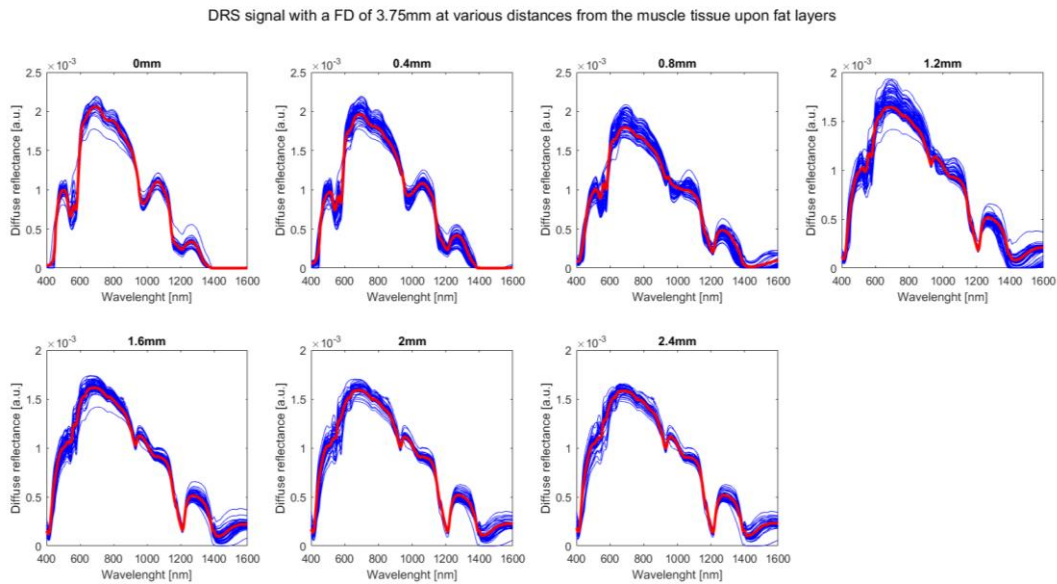 DRS signal with a FD of 3.75mm at various distances from the muscle tissue upon fat layers
0mm
×10⁻³
2.5
2
1.5
1
0.5
0
Diffuse reflectance [a.u.]
400 600 800 1000 1200 1400 1600
Wavelenght [nm]
0.4mm
×10⁻³
2.5
2
1.5
1
0.5
0
Diffuse reflectance [a.u.]
400 600 800 1000 1200 1400 1600
Wavelenght [nm]
0.8mm
×10⁻³
2.5
2
1.5
1
0.5
0
Diffuse reflectance [a.u.]
400 600 800 1000 1200 1400 1600
Wavelenght [nm]
1.2mm
×10⁻³
2
1.5
1
0.5
0
Diffuse reflectance [a.u.]
400 600 800 1000 1200 1400 1600
Wavelenght [nm]
1.6mm
×10⁻³
2
1.5
1
0.5
0
Diffuse reflectance [a.u.]
400 600 800 1000 1200 1400 1600
Wavelenght [nm]
2mm
×10⁻³
2
1.5
1
0.5
0
Diffuse reflectance [a.u.]
400 600 800 1000 1200 1400 1600
Wavelenght [nm]
2.4mm
×10⁻³
2
1.5
1
0.5
0
Diffuse reflectance [a.u.]
400 600 800 1000 1200 1400 1600
Wavelenght [nm]